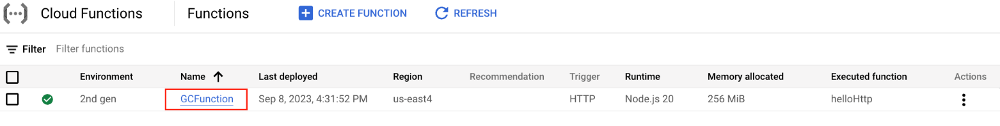 Cloud Functions Functions CREATE FUNCTION REFRESH
Filter Filter functions
Environment Name Last deployed Region Recommendation Trigger Runtime Memory allocated Executed function Actions
2nd gen GCFunction Sep 8, 2023, 4:31:52 PM us-east4 HTTP Node.js 20 256 MiB helloHttp